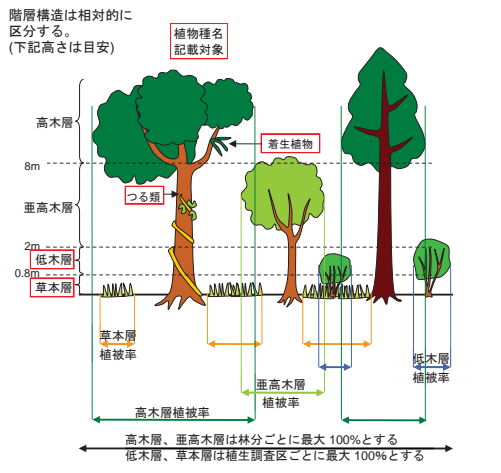 階層構造は相対的に
区分する。
(下記高さは目安)
植物種名
記載対象
高木層
着生植物
8m
つる類
亜高木層
2m
低木層
0.8m
草本層
草本層
植被率
低木層
植被率
亜高木層
植被率
高木層植被率
高木層、亜高木層は林分ごとに最大 100%とする
低木層、草本層は植生調査区ごとに最大 100%とする